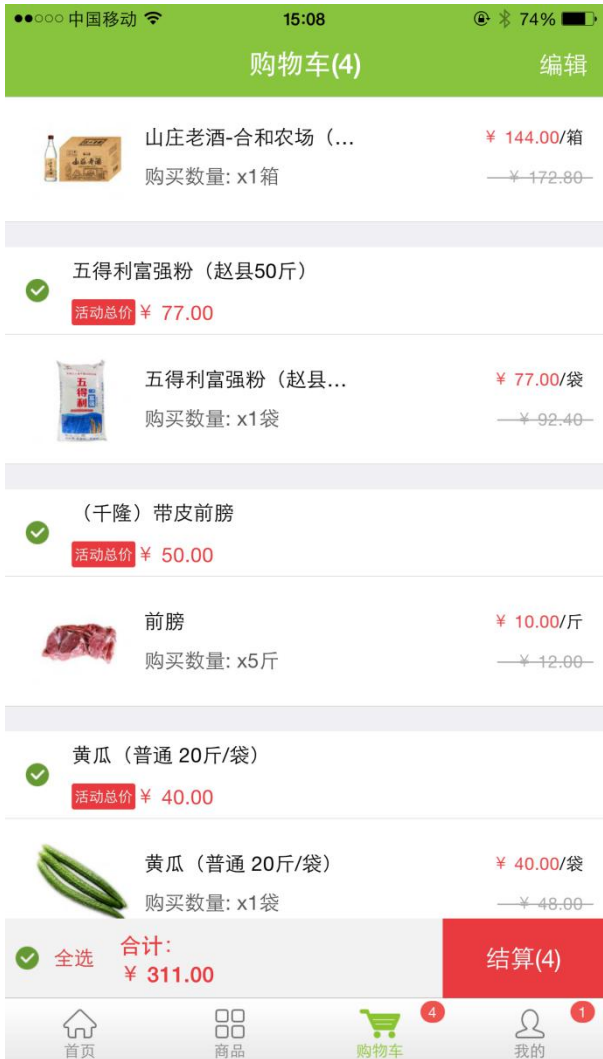 中国移动 15:08 74%
购物车(4) 编辑
山庄老酒-合和农场（... ￥ 144.00/箱
购买数量: x1箱 ￥ 172.80
五得利富强粉（赵县50斤）
活动总价 ￥ 77.00
五得利富强粉（赵县... ￥ 77.00/袋
五得利
购买数量: x1袋 ￥ 92.40
（千隆）带皮前膀
活动总价 ￥ 50.00
前膀 ￥ 10.00/斤
购买数量: x5斤 ￥ 12.00
黄瓜（普通 20斤/袋）
活动总价 ￥ 40.00
黄瓜（普通 20斤/袋） ￥ 40.00/袋
购买数量: x1袋 ￥ 48.00
全选 合计: 结算(4)
￥ 311.00
4 1
首页 商品 购物车 我的